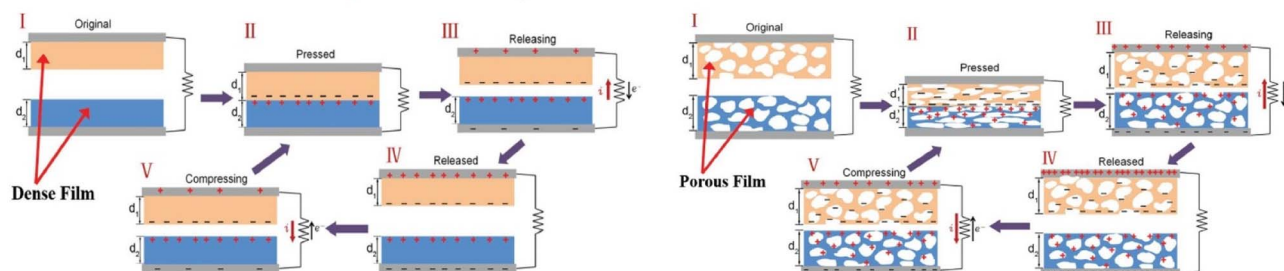 I
Original
d1
d2
II
Pressed
d1
d2
III
Releasing
d1
d2
i
e-
Dense Film
V
Compressing
d1
d2
i
e-
IV
Released
d1
d2
I
Original
d1
d2
II
Pressed
d1'
d2'
III
Releasing
d1
d2
i
Porous Film
V
Compressing
d1
d2
i
e-
IV
Released
d1
d2